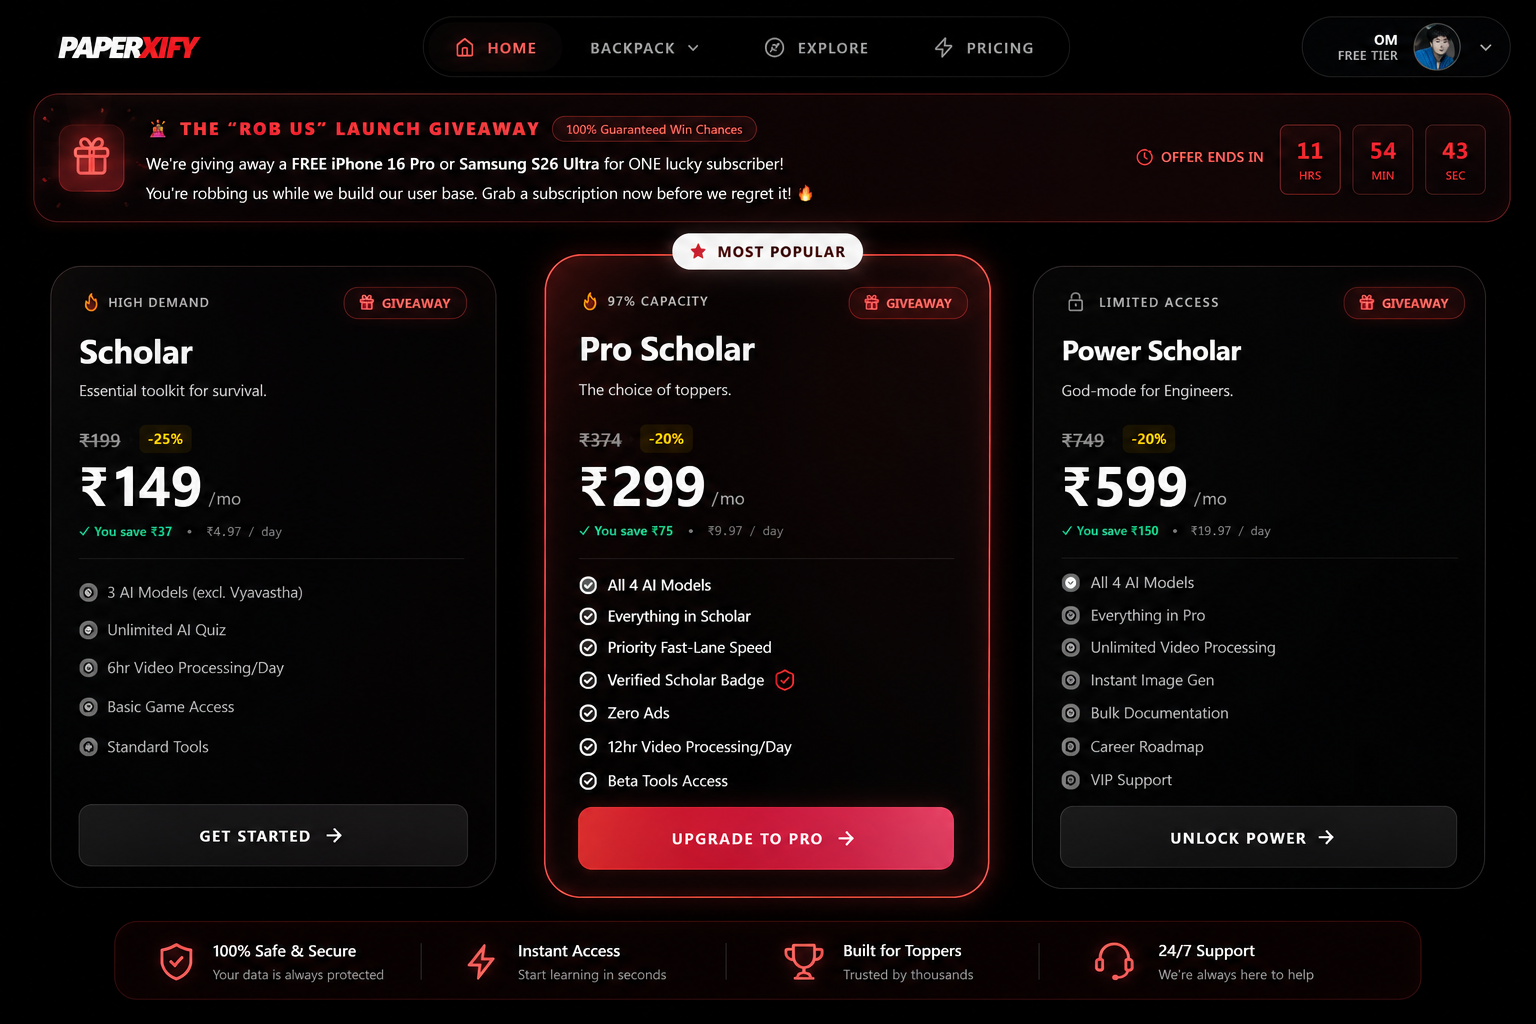 PAPERXIFY
HOME
BACKPACK
EXPLORE
PRICING
OM
FREE TIER
THE “ROB US” LAUNCH GIVEAWAY
100% Guaranteed Win Chances
We're giving away a FREE iPhone 16 Pro or Samsung S26 Ultra for ONE lucky subscriber!
You're robbing us while we build our user base. Grab a subscription now before we regret it! 🔥
OFFER ENDS IN
11
HRS
54
MIN
43
SEC
MOST POPULAR
HIGH DEMAND
GIVEAWAY
Scholar
Essential toolkit for survival.
₹199
-25%
₹149 /mo
✓ You save ₹37 • ₹4.97 / day
3 AI Models (excl. Vyavastha)
Unlimited AI Quiz
6hr Video Processing/Day
Basic Game Access
Standard Tools
GET STARTED →
97% CAPACITY
GIVEAWAY
Pro Scholar
The choice of toppers.
₹374
-20%
₹299 /mo
✓ You save ₹75 • ₹9.97 / day
All 4 AI Models
Everything in Scholar
Priority Fast-Lane Speed
Verified Scholar Badge
Zero Ads
12hr Video Processing/Day
Beta Tools Access
UPGRADE TO PRO →
LIMITED ACCESS
GIVEAWAY
Power Scholar
God-mode for Engineers.
₹749
-20%
₹599 /mo
✓ You save ₹150 • ₹19.97 / day
All 4 AI Models
Everything in Pro
Unlimited Video Processing
Instant Image Gen
Bulk Documentation
Career Roadmap
VIP Support
UNLOCK POWER →
100% Safe & Secure
Your data is always protected
Instant Access
Start learning in seconds
Built for Toppers
Trusted by thousands
24/7 Support
We're always here to help